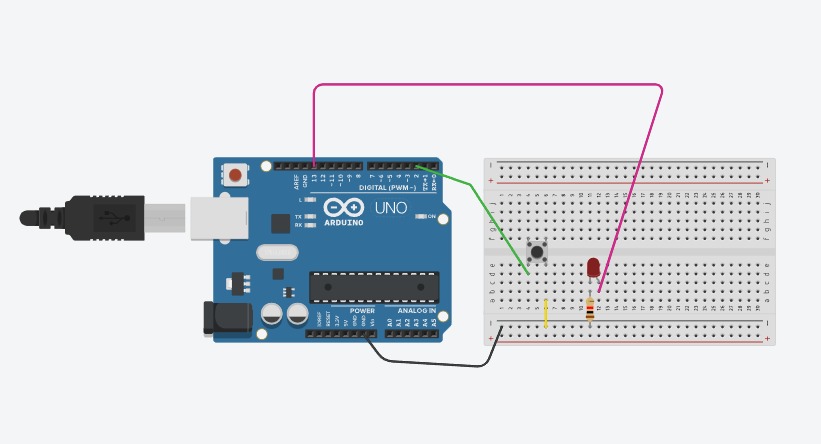 AREF
GND
13
12
~11
~10
~9
8
7
~6
~5
4
~3
2
TX→1
RX←0
DIGITAL (PWM~)
L
TX
RX
UNO
ARDUINO
ON
POWER
ANALOG IN
IOREF
RESET
3.3V
5V
GND
GND
Vin
A0
A1
A2
A3
A4
A5
j
i
h
g
f
e
d
c
b
a